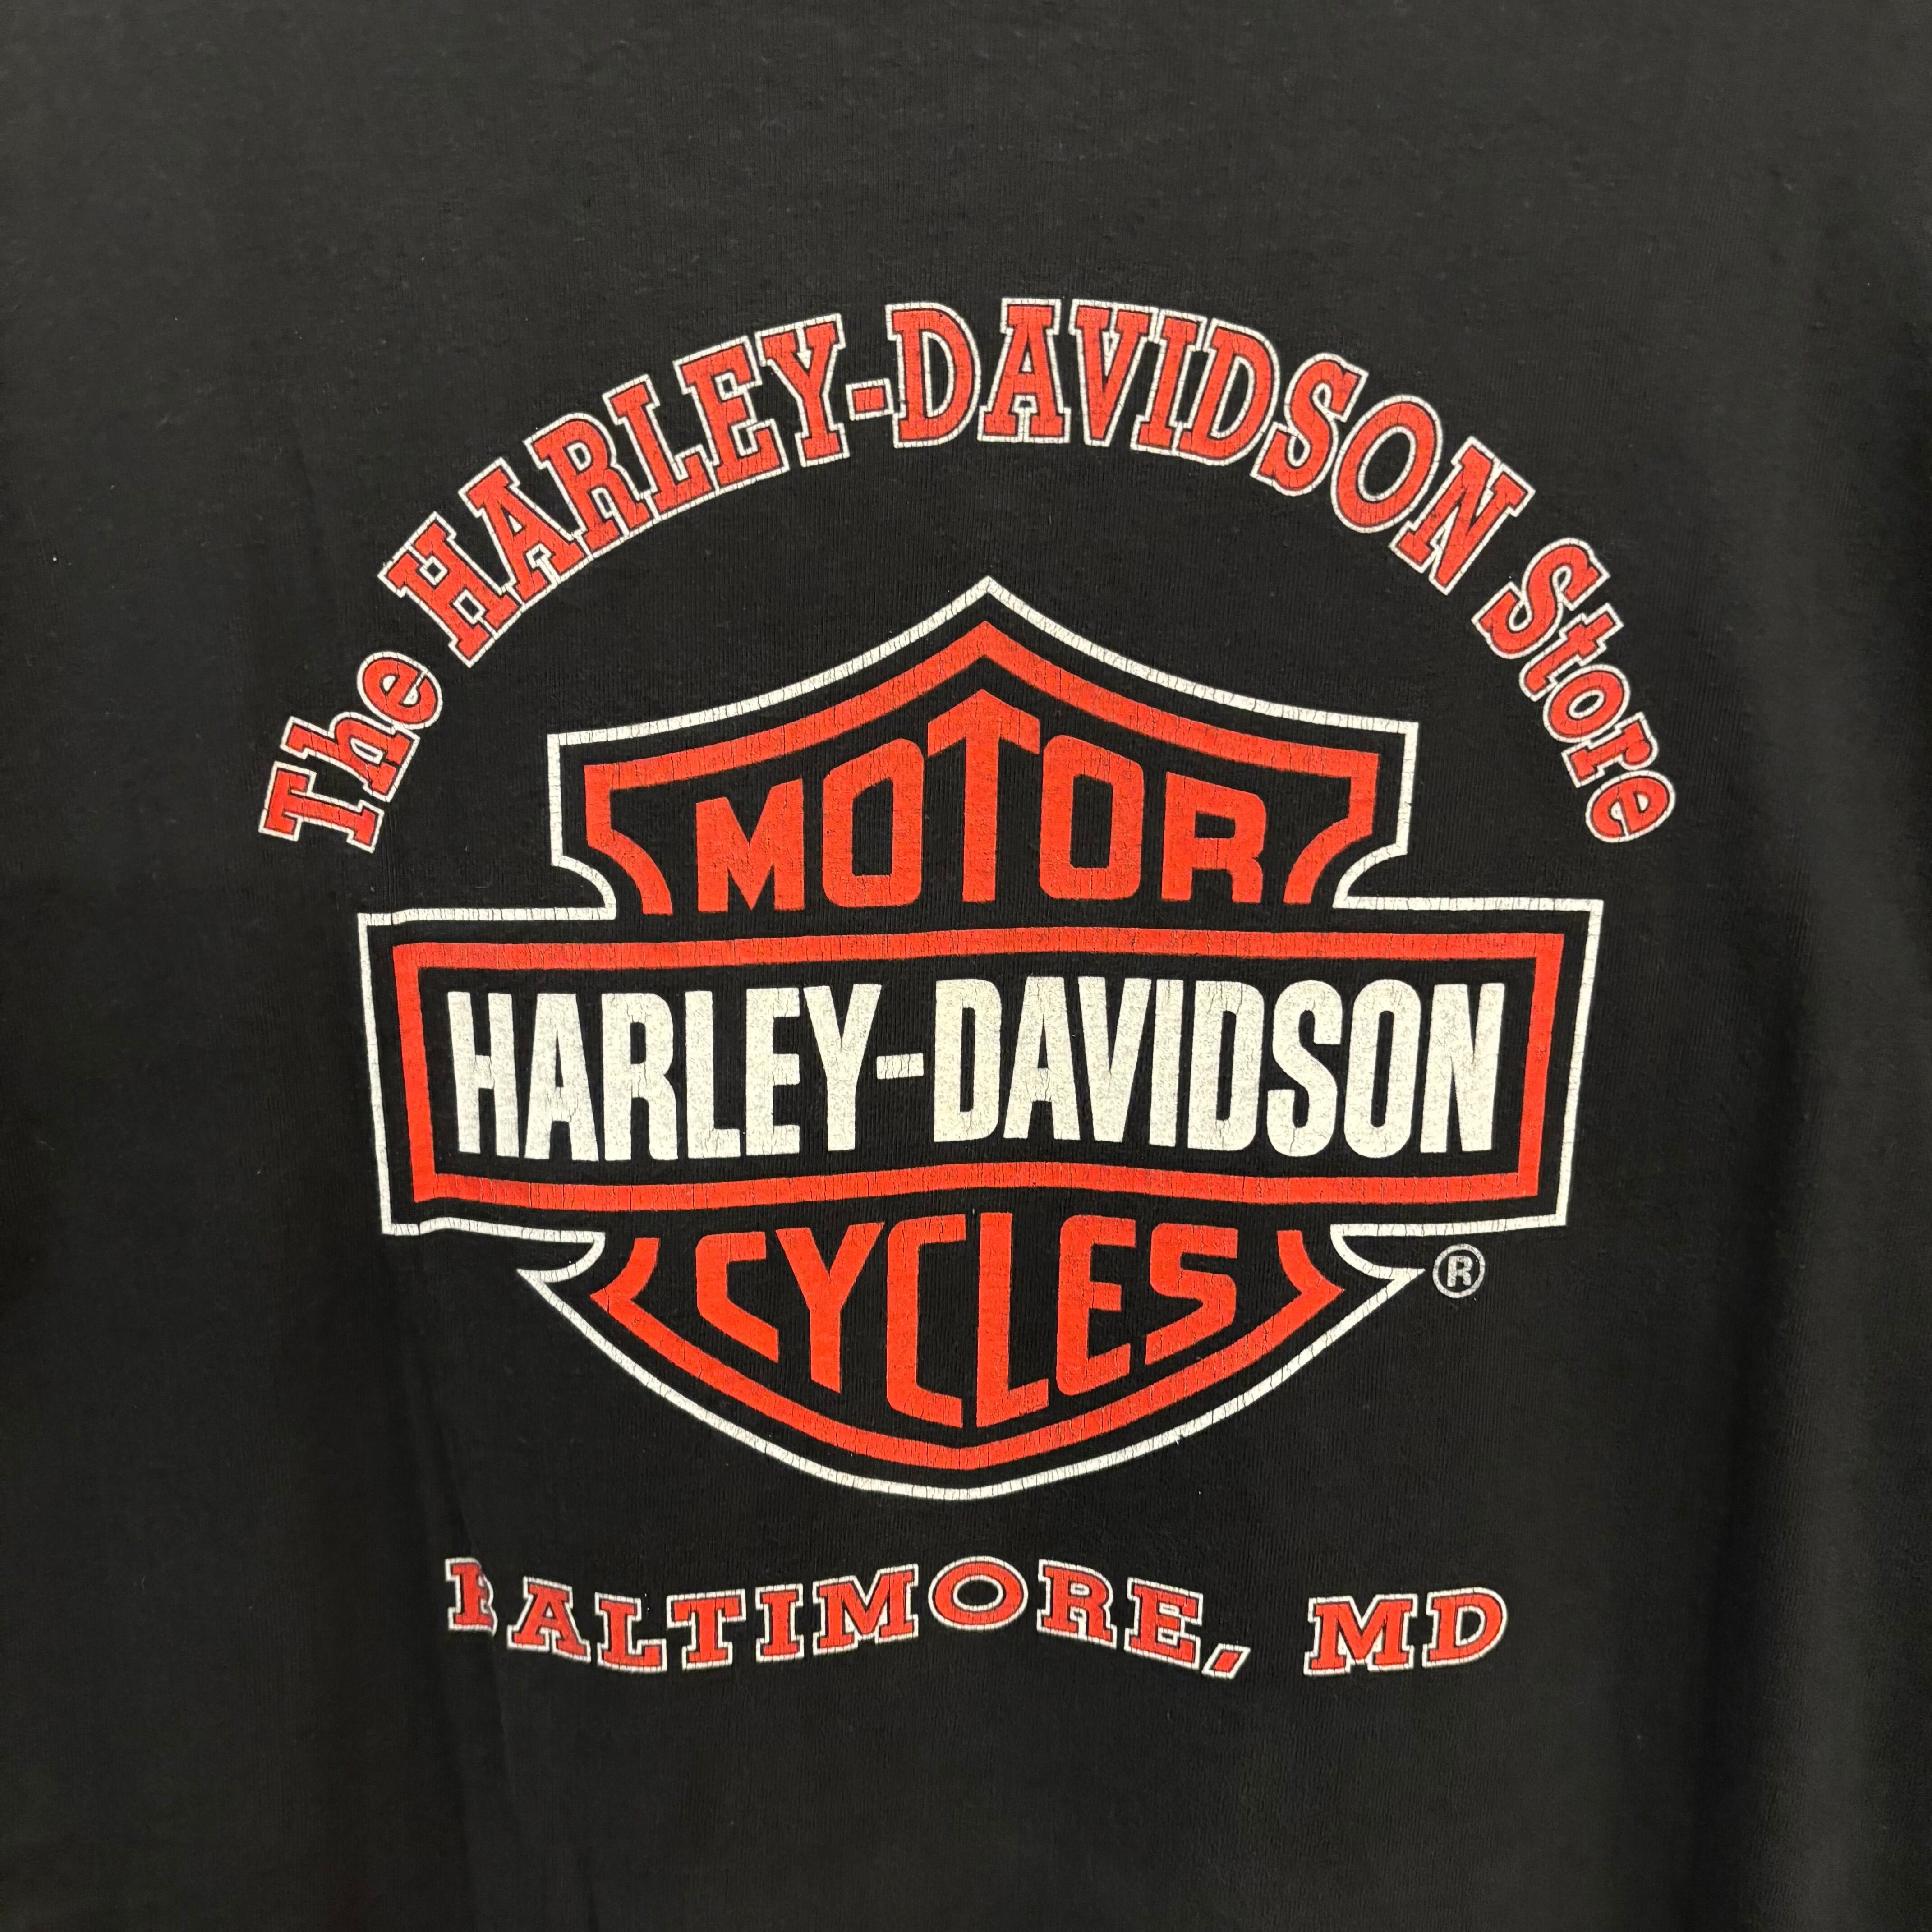 The HARLEY-DAVIDSON Store
MOTOR
HARLEY-DAVIDSON
CYCLES
®
BALTIMORE, MD